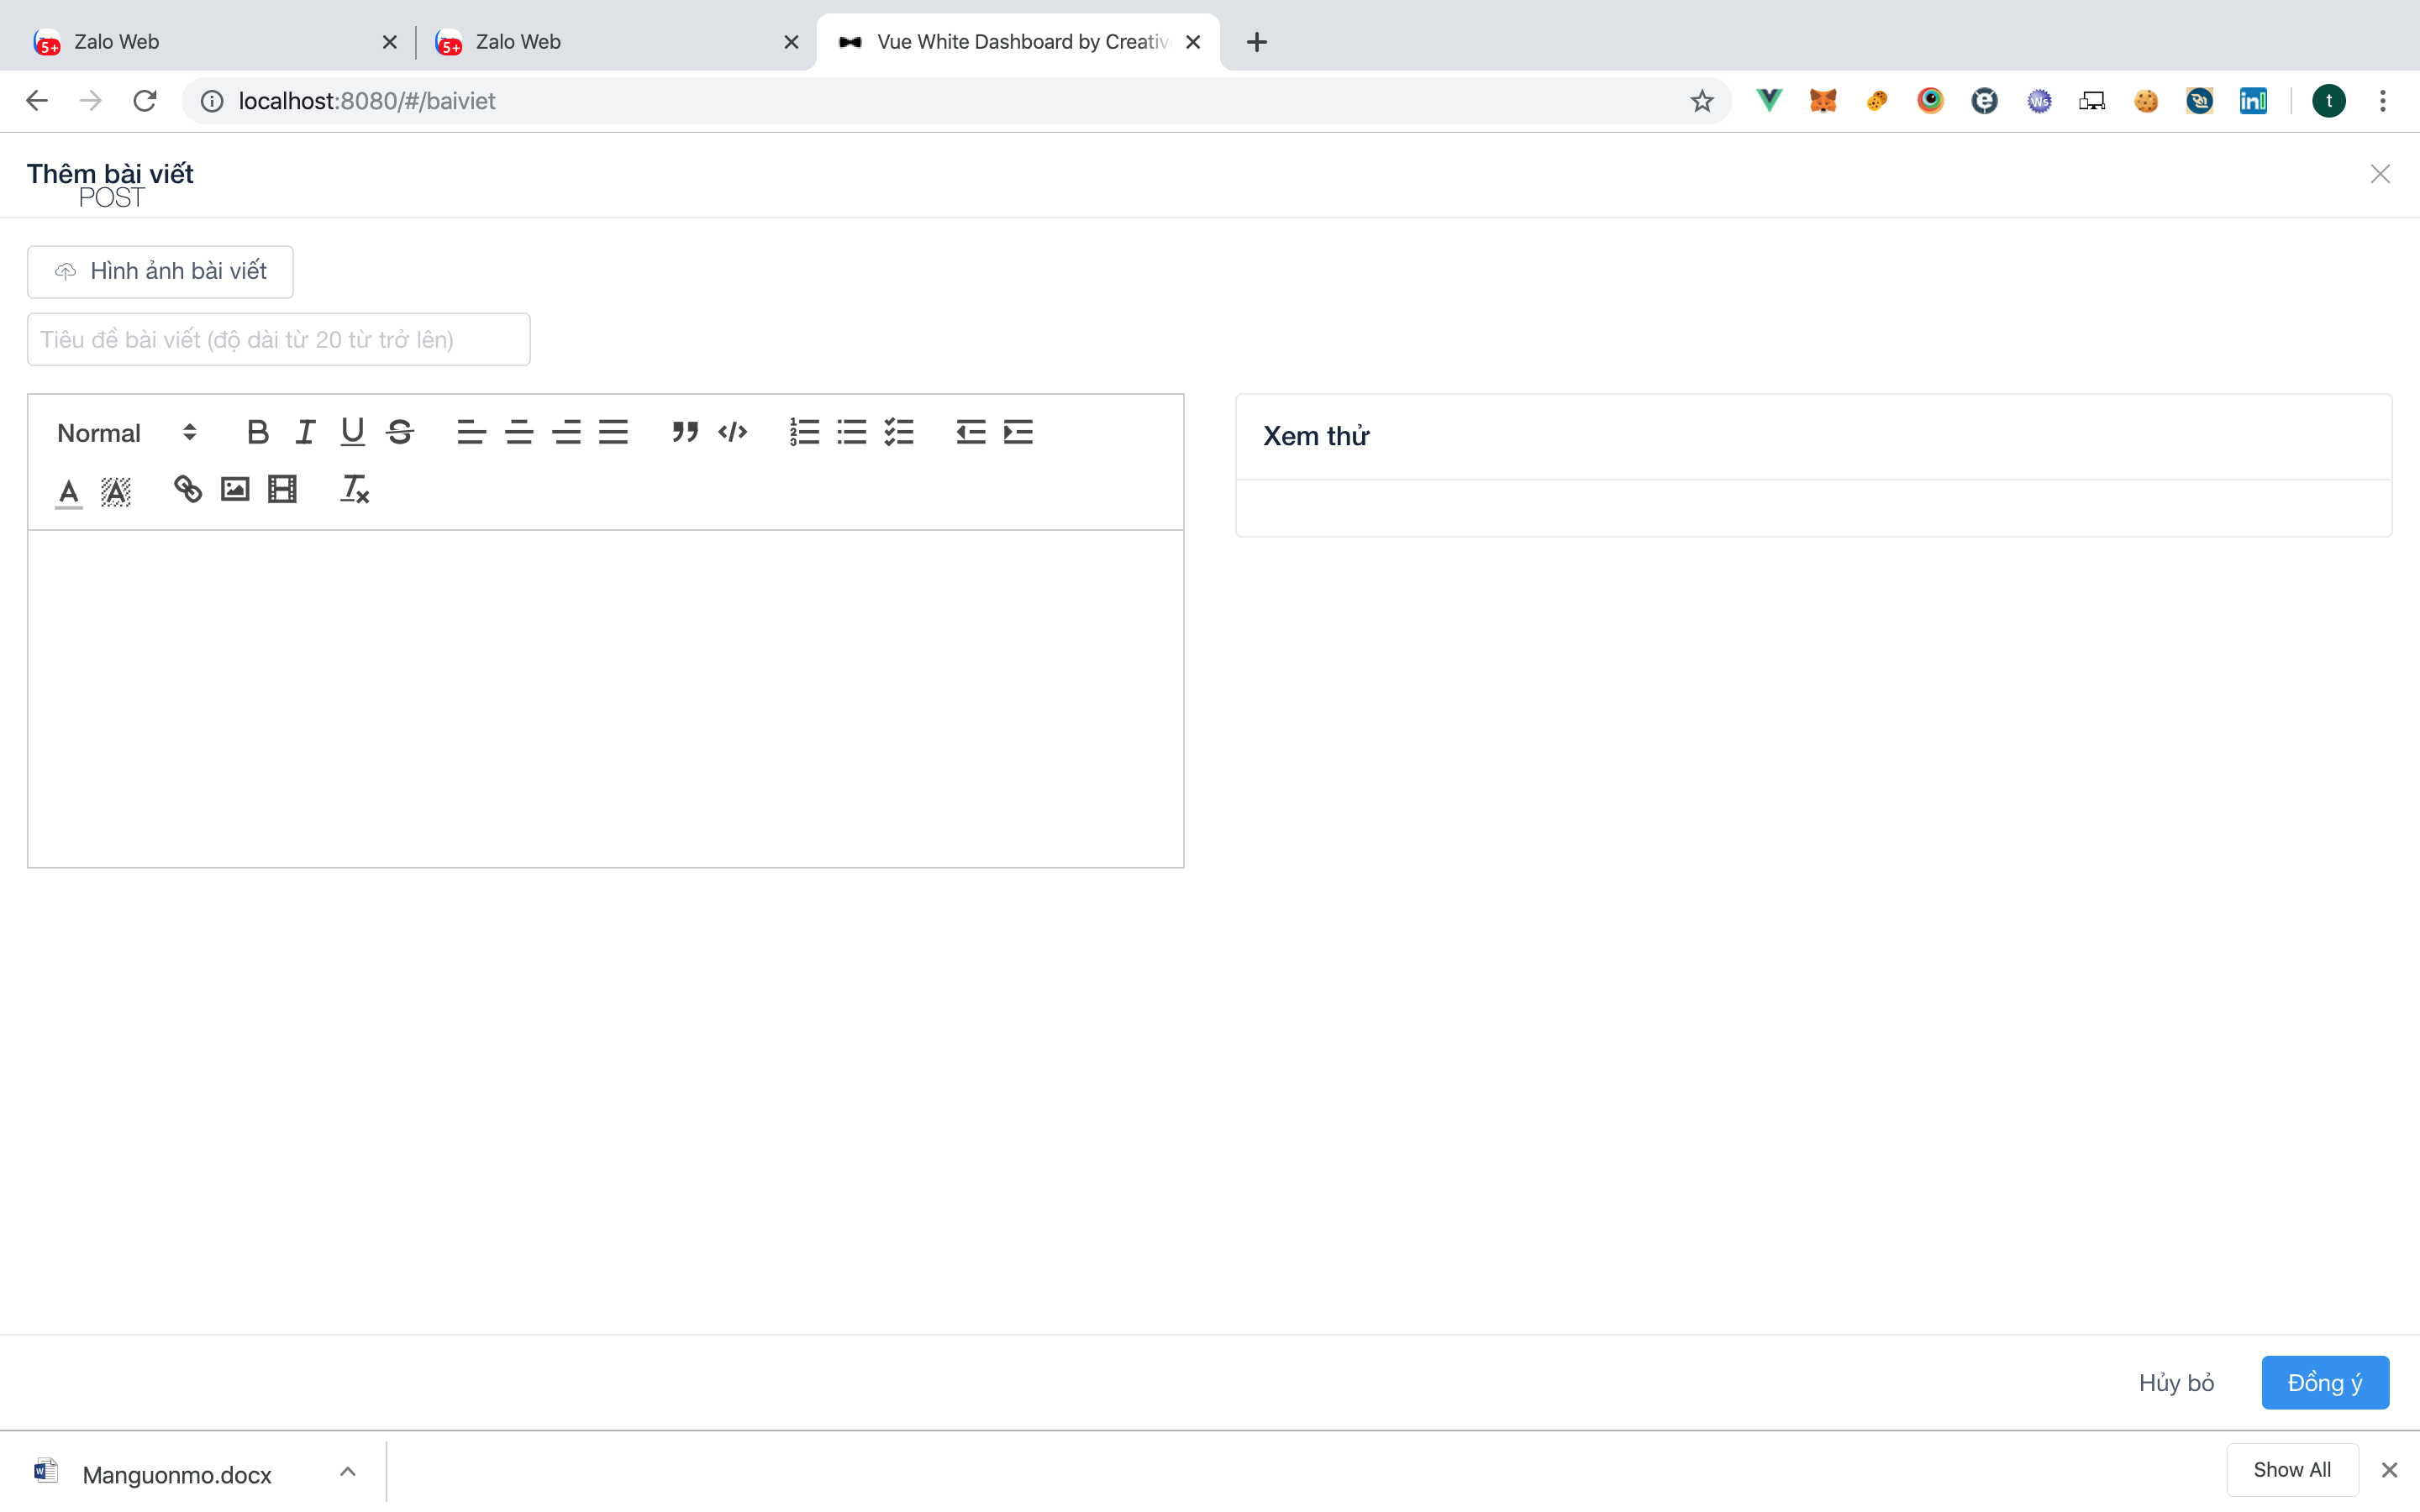 5+ Zalo Web
5+ Zalo Web
Vue White Dashboard by Creativ
localhost:8080/#/baiviet
t
Thêm bài viết
POST
Hình ảnh bài viết
Tiêu đề bài viết (độ dài từ 20 từ trở lên)
Normal
Xem thử
Hủy bỏ
Đồng ý
Manguonmo.docx
Show All